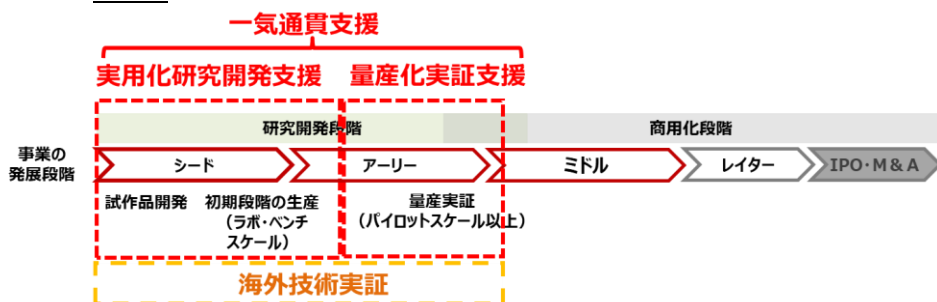 一気通貫支援
実用化研究開発支援 量産化実証支援
研究開発段階 商用化段階
事業の
発展段階
シード アーリー ミドル レイター IPO・M&A
試作品開発 初期段階の生産
(ラボ・ベンチ
スケール)
量産実証
(パイロットスケール以上)
海外技術実証